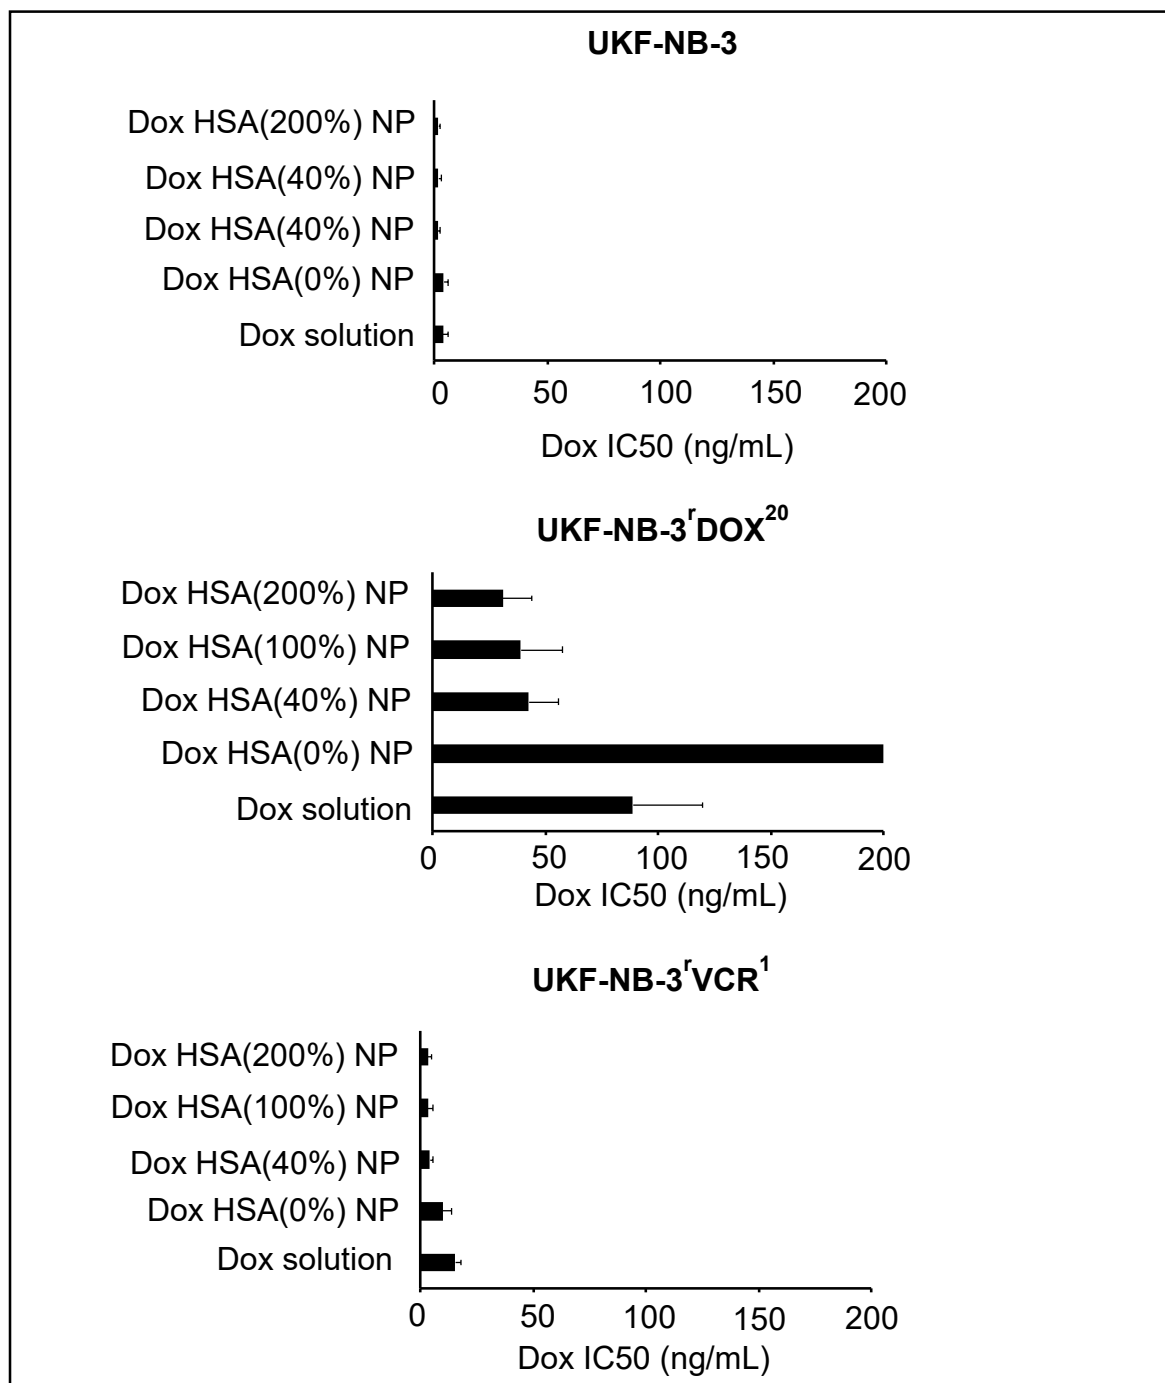 UKF-NB-3
Dox HSA(200%) NP
Dox HSA(40%) NP
Dox HSA(40%) NP
Dox HSA(0%) NP
Dox solution
0 50 100 150 200
Dox IC50 (ng/mL)
UKF-NB-3rDOX20
Dox HSA(200%) NP
Dox HSA(100%) NP
Dox HSA(40%) NP
Dox HSA(0%) NP
Dox solution
0 50 100 150 200
Dox IC50 (ng/mL)
UKF-NB-3rVCR1
Dox HSA(200%) NP
Dox HSA(100%) NP
Dox HSA(40%) NP
Dox HSA(0%) NP
Dox solution
0 50 100 150 200
Dox IC50 (ng/mL)